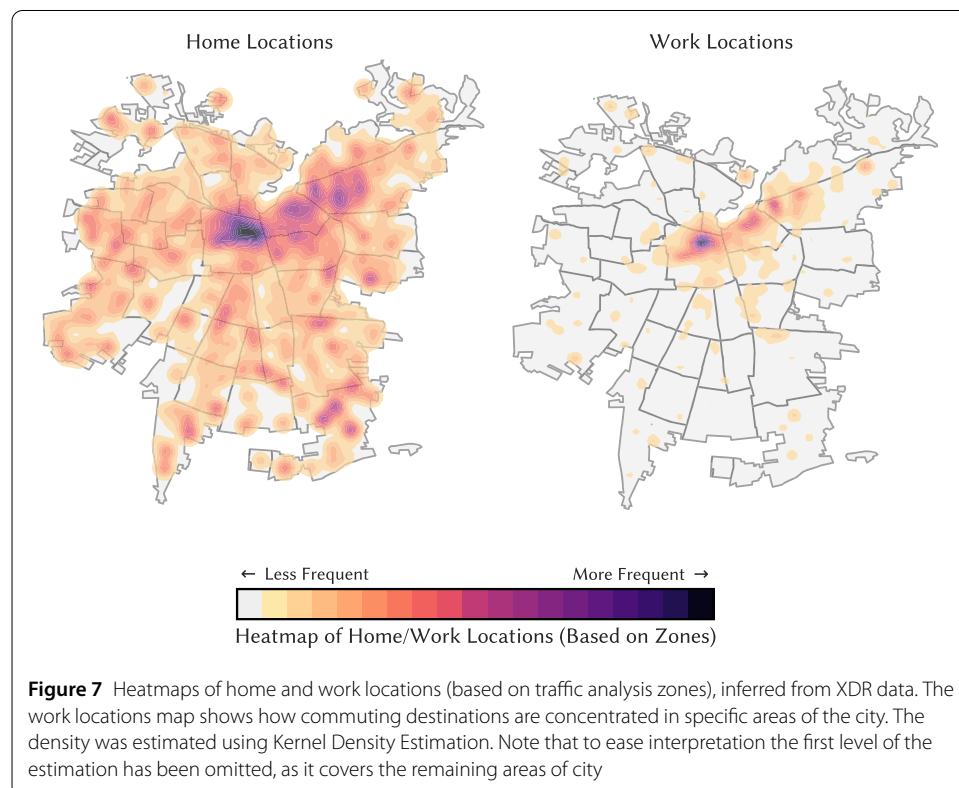 Home Locations
Work Locations
← Less Frequent
More Frequent →
Heatmap of Home/Work Locations (Based on Zones)
Figure 7 Heatmaps of home and work locations (based on traffic analysis zones), inferred from XDR data. The
work locations map shows how commuting destinations are concentrated in specific areas of the city. The
density was estimated using Kernel Density Estimation. Note that to ease interpretation the first level of the
estimation has been omitted, as it covers the remaining areas of city